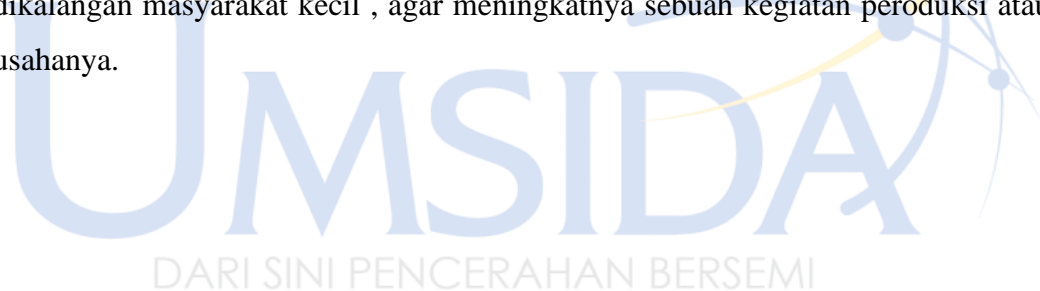 dikalangan masyarakat kecil , agar meningkatnya sebuah kegiatan peroduksi atau
usahanya.
UMSIDA
DARI SINI PENCERAHAN BERSEMI